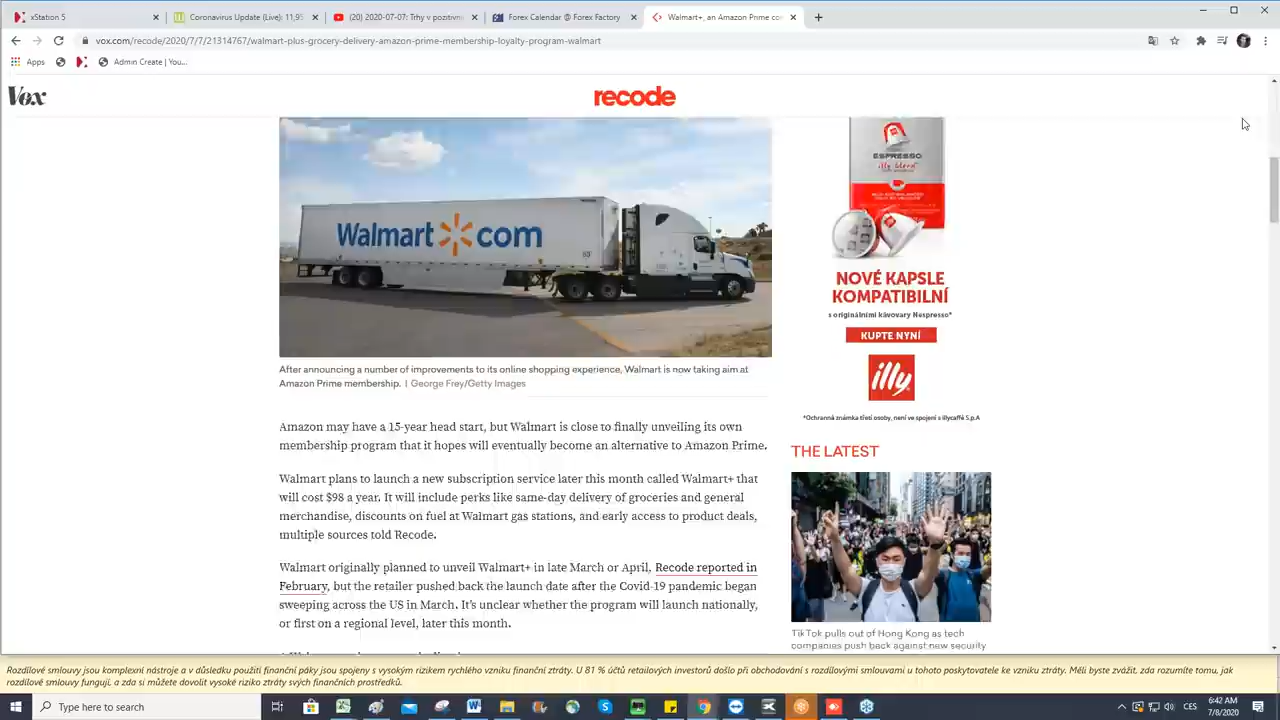 xStation 5
Coronavirus Update (Live): 11,95
(20) 2020-07-07: Trhy v pozitivn
Forex Calendar @ Forex Factory
Walmart+, an Amazon Prime co
vox.com/recode/2020/7/7/21314767/walmart-plus-grocery-delivery-amazon-prime-membership-loyalty-program-walmart
Apps
Admin Create | You...
Vox
recode
Walmart com
ESPRESSO
illy blend
NOVÉ KAPSLE
KOMPATIBILNÍ
s originálními kávovary Nespresso*
KUPTE NYNÍ
illy
*Ochranná známka třetí osoby, není ve spojení s illycaffè S.p.A
After announcing a number of improvements to its online shopping experience, Walmart is now taking aim at
Amazon Prime membership. | George Frey/Getty Images
Amazon may have a 15-year head start, but Walmart is close to finally unveiling its own
membership program that it hopes will eventually become an alternative to Amazon Prime.
Walmart plans to launch a new subscription service later this month called Walmart+ that
will cost $98 a year. It will include perks like same-day delivery of groceries and general
merchandise, discounts on fuel at Walmart gas stations, and early access to product deals,
multiple sources told Recode.
Walmart originally planned to unveil Walmart+ in late March or April, Recode reported in
February, but the retailer pushed back the launch date after the Covid-19 pandemic began
sweeping across the US in March. It's unclear whether the program will launch nationally,
or first on a regional level, later this month.
THE LATEST
TikTok pulls out of Hong Kong as tech
companies push back against new security
Rozdílové smlouvy jsou komplexní nástroje a v důsledku použití finanční páky jsou spojeny s vysokým rizikem rychlého vzniku finanční ztráty. U 81 % účtů retailových investorů došlo při obchodování s rozdílovými smlouvami u tohoto poskytovatele ke vzniku ztráty. Měli byste zvážit, zda rozumíte tomu, jak
rozdílové smlouvy fungují, a zda si můžete dovolit vysoké riziko ztráty svých finančních prostředků.
Type here to search
CES
6:42 AM
7/8/2020